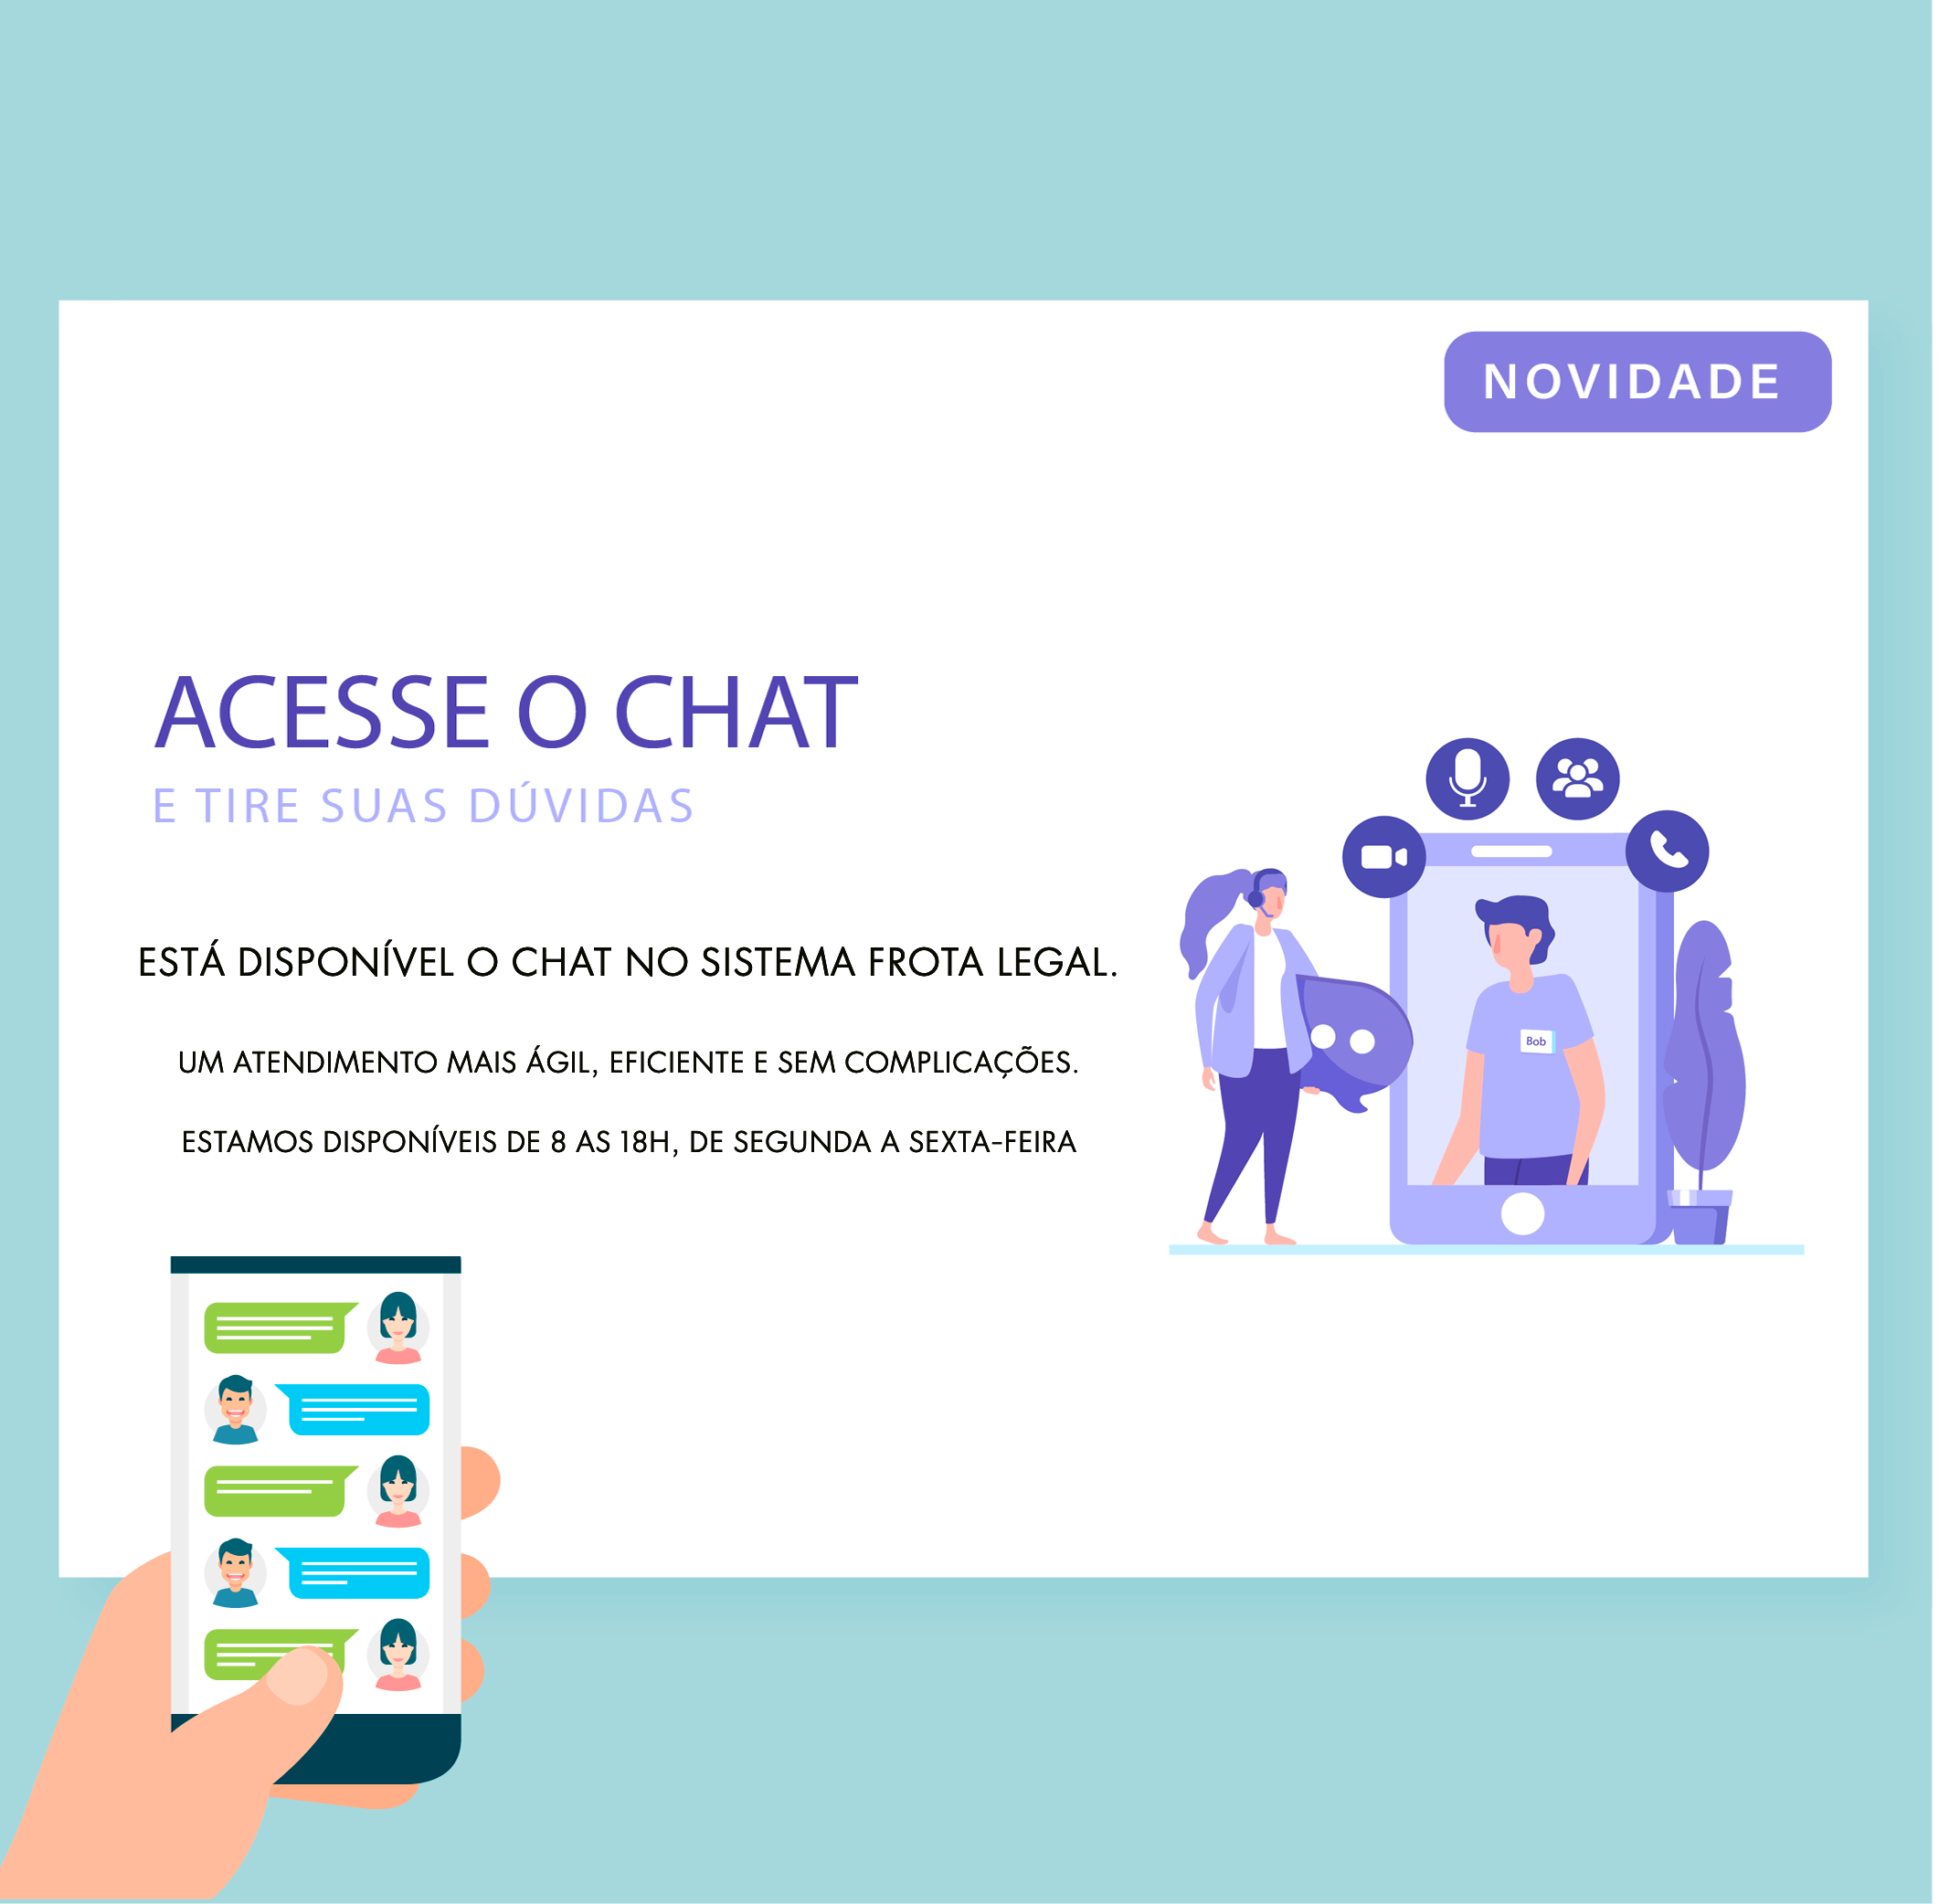 NOVIDADE
ACESSE O CHAT
E TIRE SUAS DÚVIDAS
ESTÁ DISPONÍVEL O CHAT NO SISTEMA FROTA LEGAL.
Bob
UM ATENDIMENTO MAIS ÁGIL, EFICIENTE E SEM COMPLICAÇÕES.
ESTAMOS DISPONÍVEIS DE 8 AS 18H, DE SEGUNDA A SEXTA-FEIRA